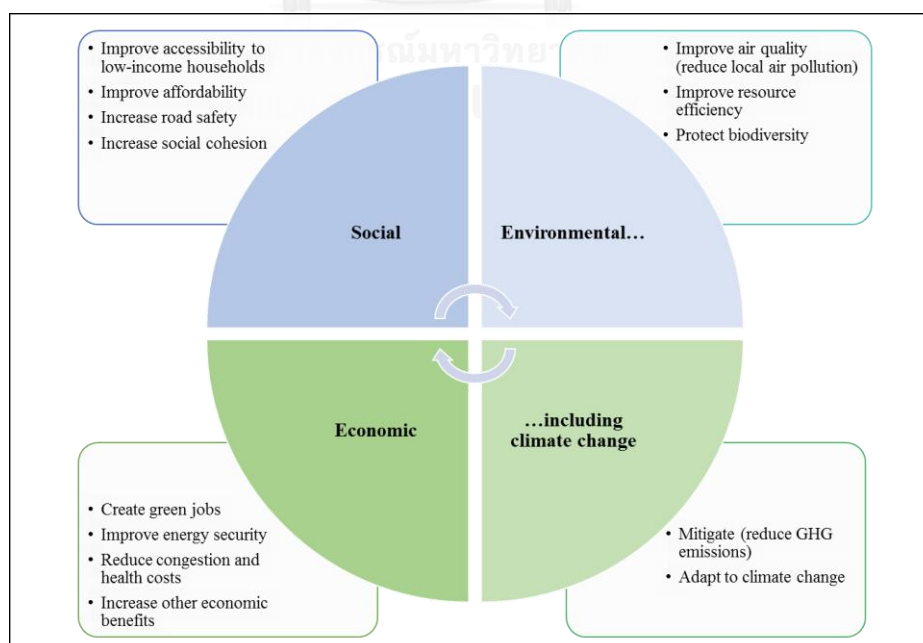 • Improve accessibility to
low-income households
• Improve affordability
• Increase road safety
• Increase social cohesion
• Improve air quality
(reduce local air pollution)
• Improve resource
efficiency
• Protect biodiversity
Social
Environmental…
Economic
…including
climate change
• Create green jobs
• Improve energy security
• Reduce congestion and
health costs
• Increase other economic
benefits
• Mitigate (reduce GHG
emissions)
• Adapt to climate change